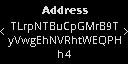 Address
TLrpNTBuCpGMrB9T
<yVwgEhNVRhtWEQPH>
h4